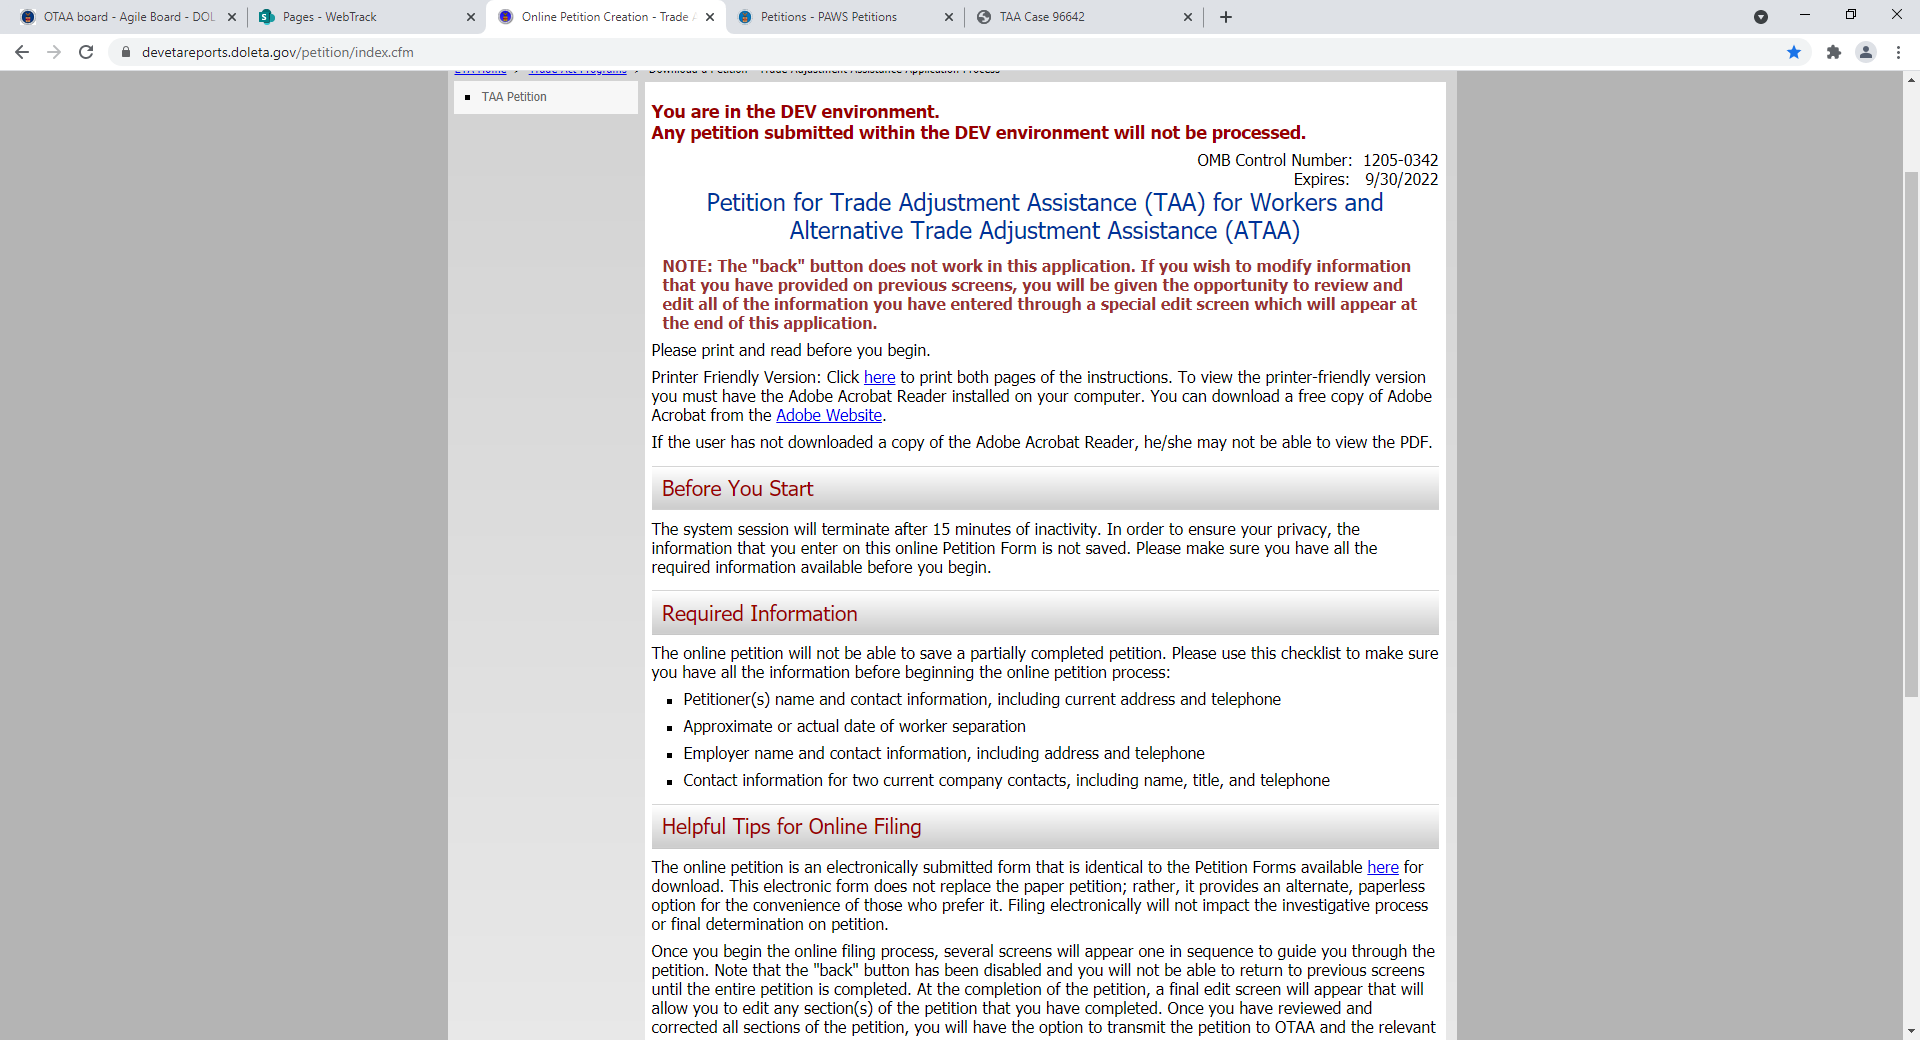 OTAA board - Agile Board - DOL
Pages - WebTrack
Online Petition Creation - Trade A
Petitions - PAWS Petitions
TAA Case 96642
devetareports.doleta.gov/petition/index.cfm
ETA Home > Trade Act Programs > Download a Petition - Trade Adjustment Assistance Application Process
TAA Petition
You are in the DEV environment.
Any petition submitted within the DEV environment will not be processed.
OMB Control Number: 1205-0342
Expires: 9/30/2022
Petition for Trade Adjustment Assistance (TAA) for Workers and
Alternative Trade Adjustment Assistance (ATAA)
NOTE: The "back" button does not work in this application. If you wish to modify information
that you have provided on previous screens, you will be given the opportunity to review and
edit all of the information you have entered through a special edit screen which will appear at
the end of this application.
Please print and read before you begin.
Printer Friendly Version: Click here to print both pages of the instructions. To view the printer-friendly version
you must have the Adobe Acrobat Reader installed on your computer. You can download a free copy of Adobe
Acrobat from the Adobe Website.
If the user has not downloaded a copy of the Adobe Acrobat Reader, he/she may not be able to view the PDF.
Before You Start
The system session will terminate after 15 minutes of inactivity. In order to ensure your privacy, the
information that you enter on this online Petition Form is not saved. Please make sure you have all the
required information available before you begin.
Required Information
The online petition will not be able to save a partially completed petition. Please use this checklist to make sure
you have all the information before beginning the online petition process:
Petitioner(s) name and contact information, including current address and telephone
Approximate or actual date of worker separation
Employer name and contact information, including address and telephone
Contact information for two current company contacts, including name, title, and telephone
Helpful Tips for Online Filing
The online petition is an electronically submitted form that is identical to the Petition Forms available here for
download. This electronic form does not replace the paper petition; rather, it provides an alternate, paperless
option for the convenience of those who prefer it. Filing electronically will not impact the investigative process
or final determination on petition.
Once you begin the online filing process, several screens will appear one in sequence to guide you through the
petition. Note that the "back" button has been disabled and you will not be able to return to previous screens
until the entire petition is completed. At the completion of the petition, a final edit screen will appear that will
allow you to edit any section(s) of the petition that you have completed. Once you have reviewed and
corrected all sections of the petition, you will have the option to transmit the petition to OTAA and the relevant